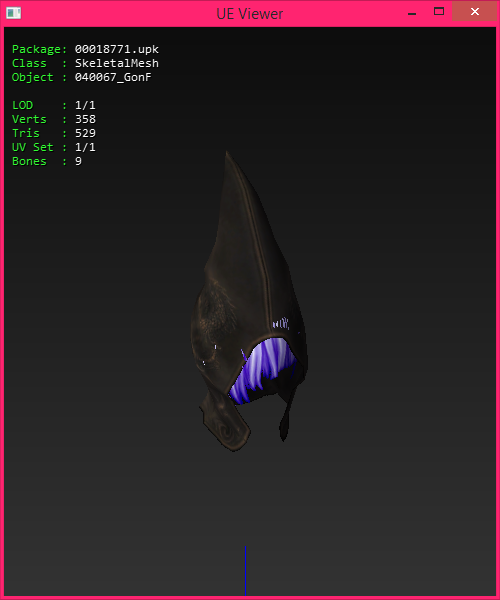 UE Viewer
Package: 00018771.upk
Class  : SkeletalMesh
Object : 040067_GonF
LOD    : 1/1
Verts  : 358
Tris   : 529
UV Set : 1/1
Bones  : 9